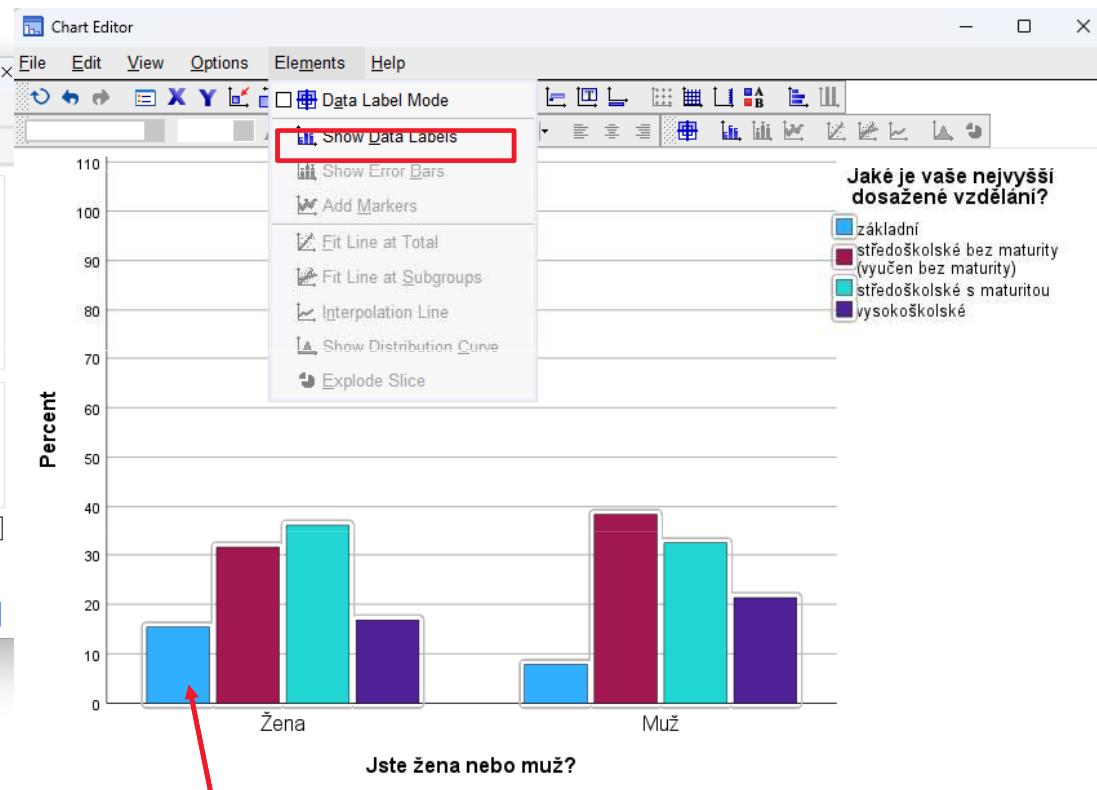 Chart Editor
File Edit View Options Elements Help
Data Label Mode
Show Data Labels
Show Error Bars
Add Markers
Fit Line at Total
Fit Line at Subgroups
Interpolation Line
Show Distribution Curve
Explode Slice
110
100
90
80
70
60
50
40
30
20
10
0
Percent
Žena
Muž
Jste žena nebo muž?
Jaké je vaše nejvyšší
dosažené vzdělání?
základní
středoškolské bez maturity
(vyučen bez maturity)
středoškolské s maturitou
vysokoškolské